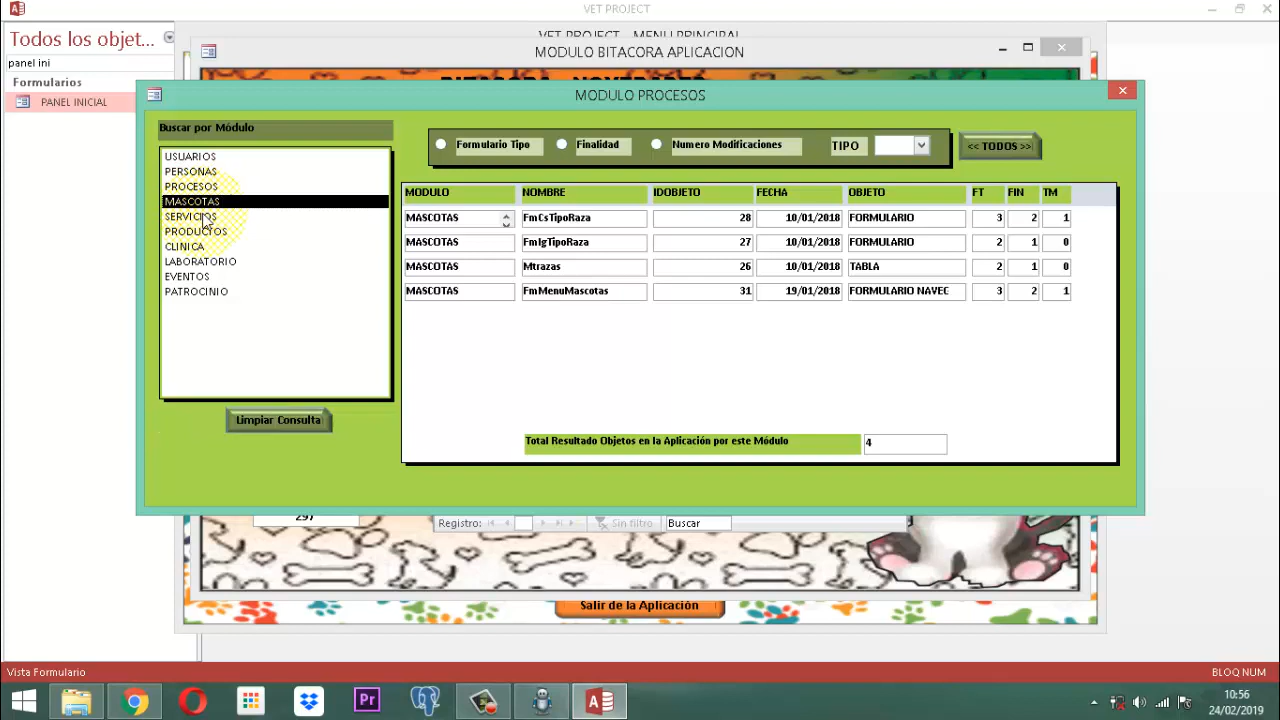 VET PROJECT
Todos los objet...
panel ini
Formularios
PANEL INICIAL
VET PROJECT - MENU PRINCIPAL
MODULO BITACORA APLICACION
MODULO PROCESOS
Buscar por Módulo
USUARIOS
PERSONAS
PROCESOS
MASCOTAS
SERVICIOS
PRODUCTOS
CLINICA
LABORATORIO
EVENTOS
PATROCINIO
Limpiar Consulta
Formulario Tipo Finalidad Numero Modificaciones TIPO << TODOS >>
MODULO NOMBRE IDOBJETO FECHA OBJETO FT FIN TM
MASCOTAS FmCsTipoRaza 28 10/01/2018 FORMULARIO 3 2 1
MASCOTAS FmIgTipoRaza 27 10/01/2018 FORMULARIO 2 1 0
MASCOTAS Mtrazas 26 10/01/2018 TABLA 2 1 0
MASCOTAS FmMenuMascotas 31 19/01/2018 FORMULARIO NAVEC 3 2 1
Total Resultado Objetos en la Aplicación por este Módulo 4
297
Registro: Sin filtro Buscar
Salir de la Aplicación
Vista Formulario BLOQ NUM
Pr
10:56
24/02/2019